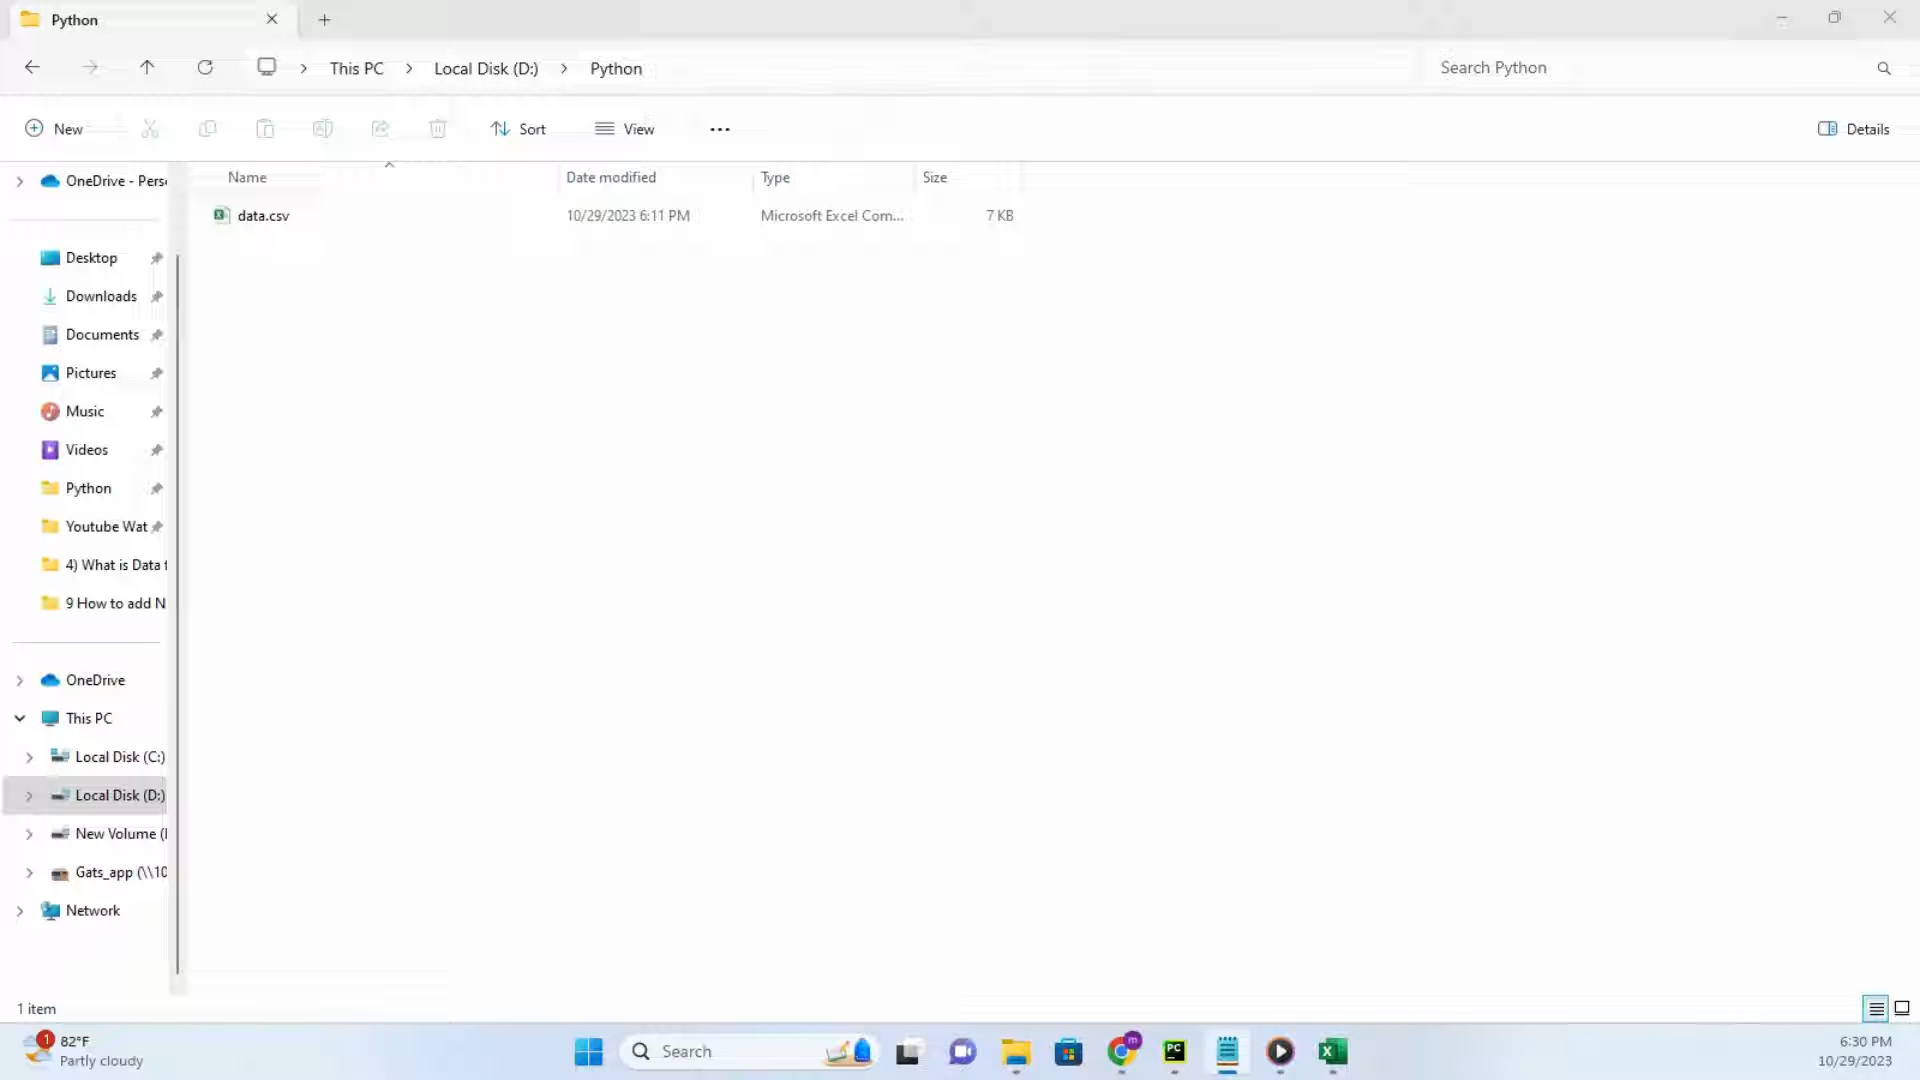 Python
This PC
Local Disk (D:)
Python
Search Python
New
Sort
View
Details
Name
Date modified
Type
Size
data.csv
10/29/2023 6:11 PM
Microsoft Excel Com...
7 KB
OneDrive - Pers
Desktop
Downloads
Documents
Pictures
Music
Videos
Python
Youtube Wat
4) What is Data
9 How to add N
OneDrive
This PC
Local Disk (C:)
Local Disk (D:)
New Volume (
Gats_app (\\10
Network
1 item
1
82°F
Partly cloudy
Search
m
PC
6:30 PM
10/29/2023